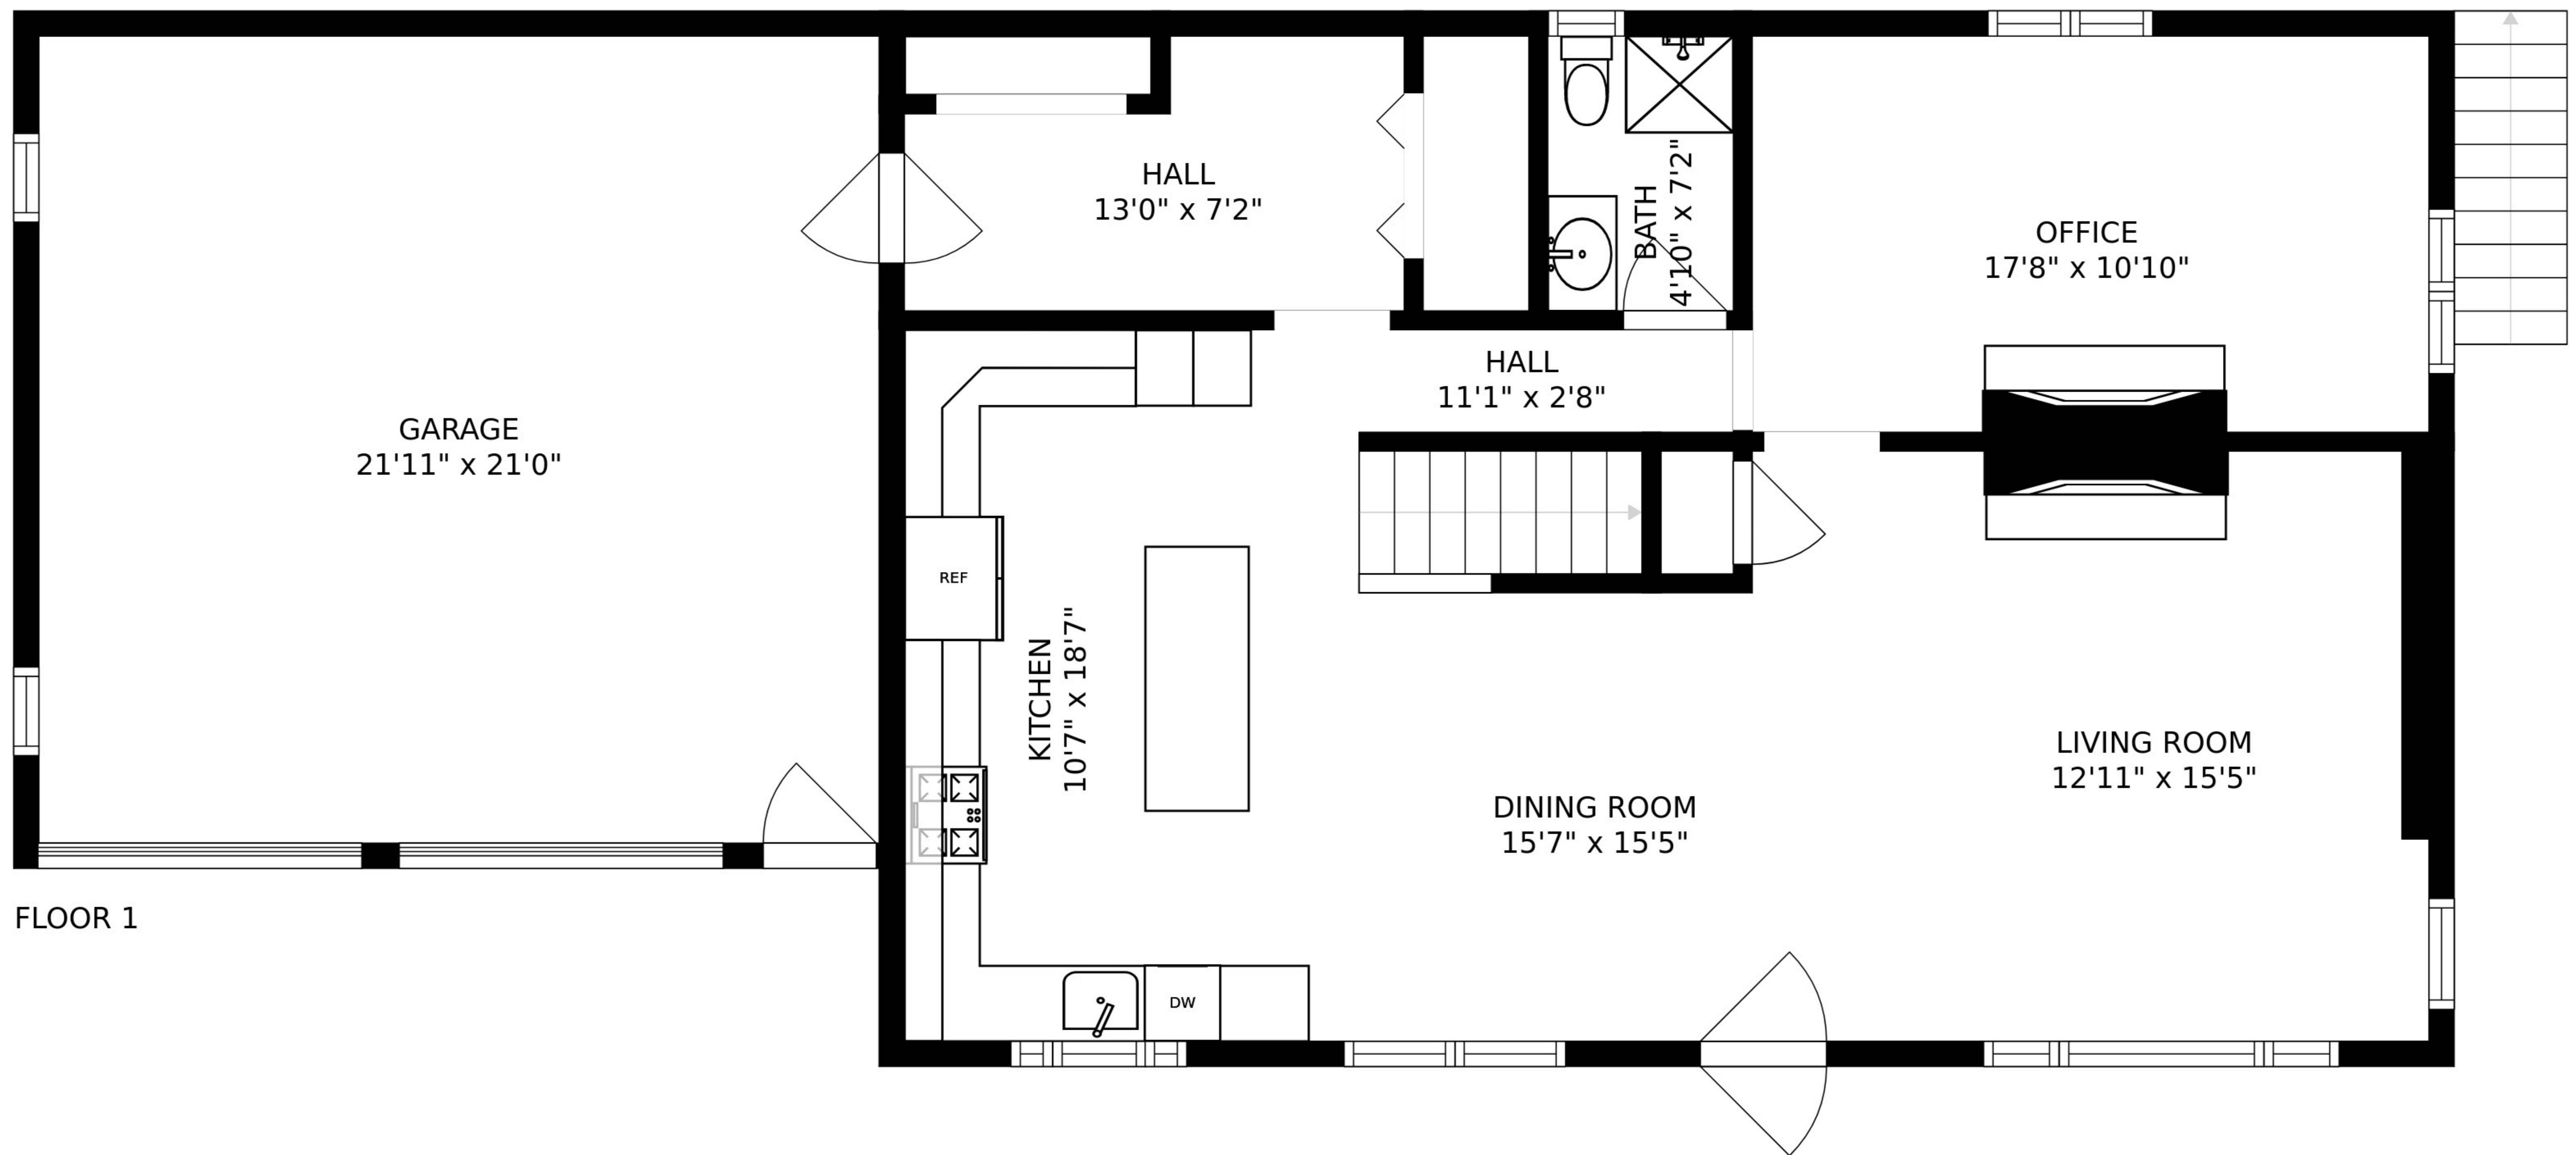 HALL
13'0" x 7'2"
BATH
4'10" x 7'2"
OFFICE
17'8" x 10'10"
HALL
11'1" x 2'8"
GARAGE
21'11" x 21'0"
REF
KITCHEN
10'7" x 18'7"
LIVING ROOM
12'11" x 15'5"
DINING ROOM
15'7" x 15'5"
FLOOR 1
DW